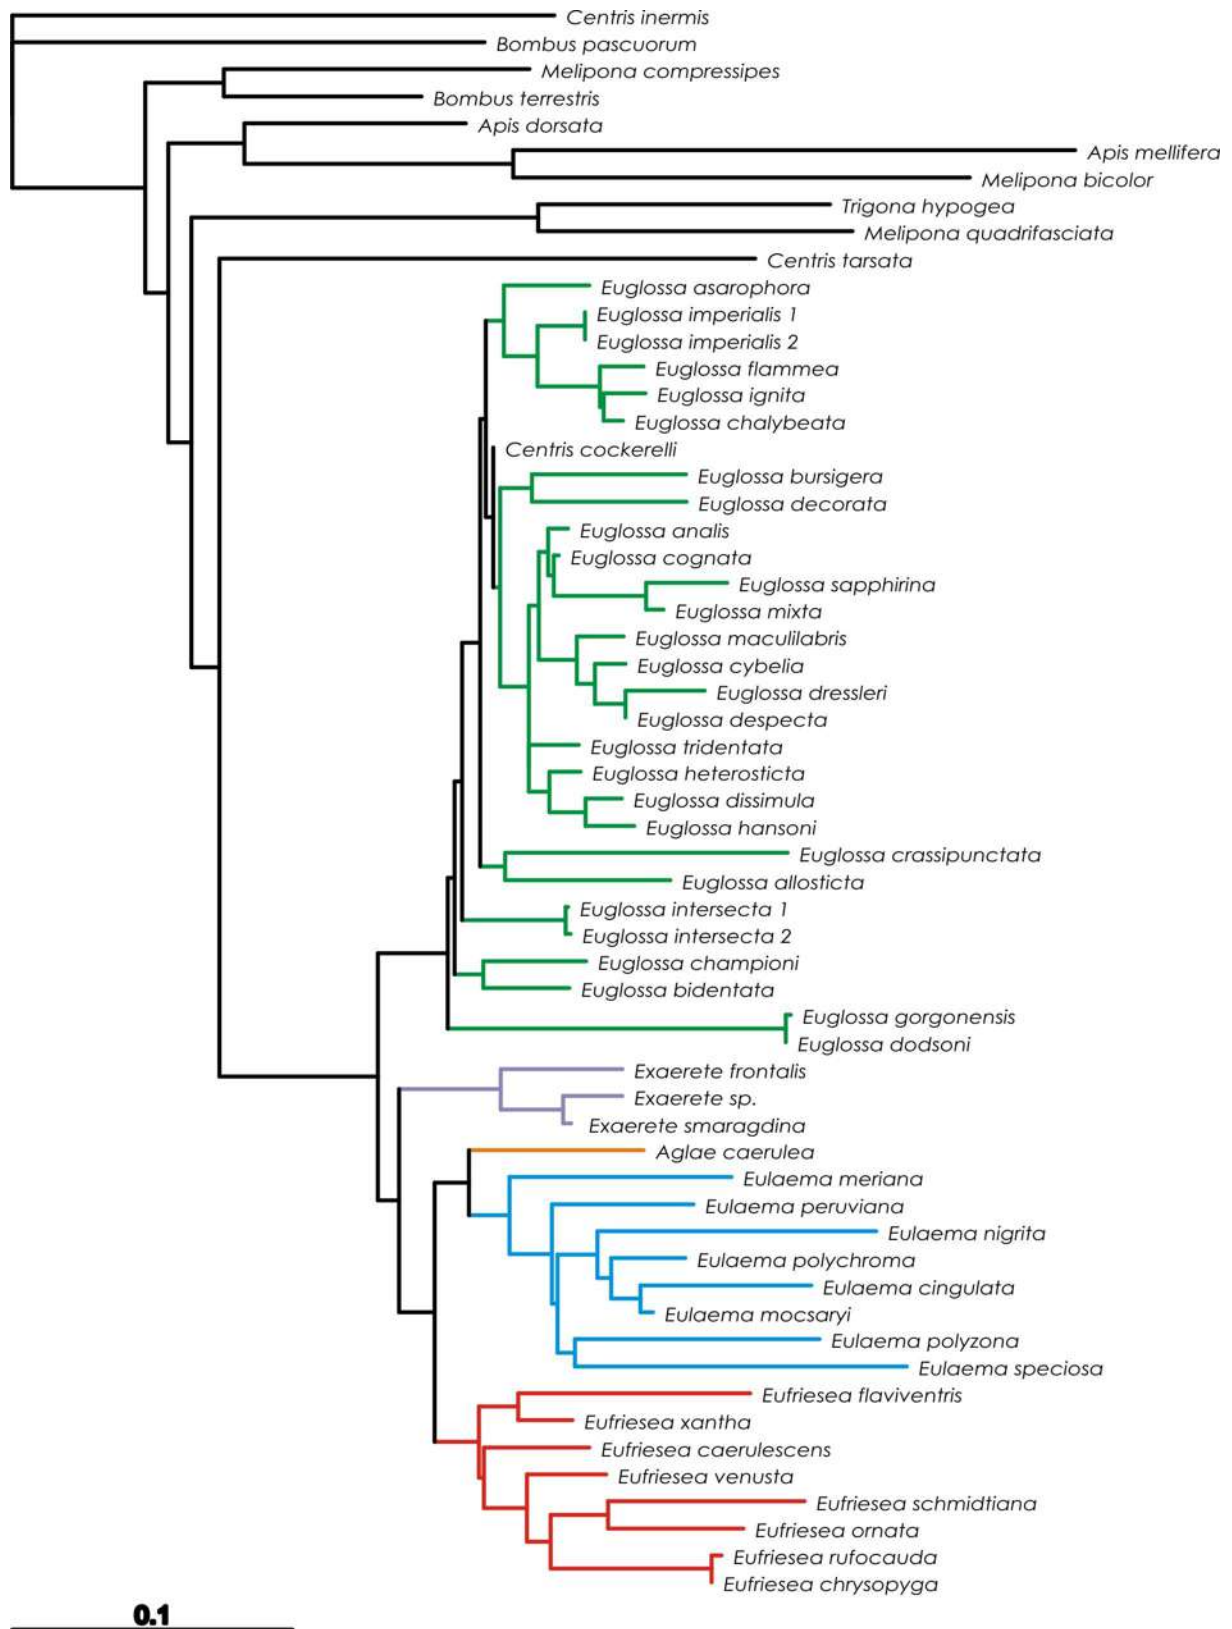 Centris inermis
Bombus pascuorum
Melipona compressipes
Bombus terrestris
Apis dorsata
Apis mellifera
Melipona bicolor
Trigona hypogea
Melipona quadrifasciata
Centris tarsata
Euglossa asarophora
Euglossa imperialis 1
Euglossa imperialis 2
Euglossa flammea
Euglossa ignita
Euglossa chalybeata
Centris cockerelli
Euglossa bursigera
Euglossa decorata
Euglossa analis
Euglossa cognata
Euglossa sapphirina
Euglossa mixta
Euglossa maculilabris
Euglossa cybelia
Euglossa dressleri
Euglossa despecta
Euglossa tridentata
Euglossa heterosticta
Euglossa dissimula
Euglossa hansoni
Euglossa crassipunctata
Euglossa allosticta
Euglossa intersecta 1
Euglossa intersecta 2
Euglossa championi
Euglossa bidentata
Euglossa gorgonensis
Euglossa dodsoni
Exaerete frontalis
Exaerete sp.
Exaerete smaragdina
Aglae caerulea
Eulaema meriana
Eulaema peruviana
Eulaema nigrita
Eulaema polychroma
Eulaema cingulata
Eulaema mocsaryi
Eulaema polyzona
Eulaema speciosa
Eufriesea flaviventris
Eufriesea xantha
Eufriesea caerulescens
Eufriesea venusta
Eufriesea schmidtiana
Eufriesea ornata
Eufriesea rufocauda
Eufriesea chrysopyga
0.1